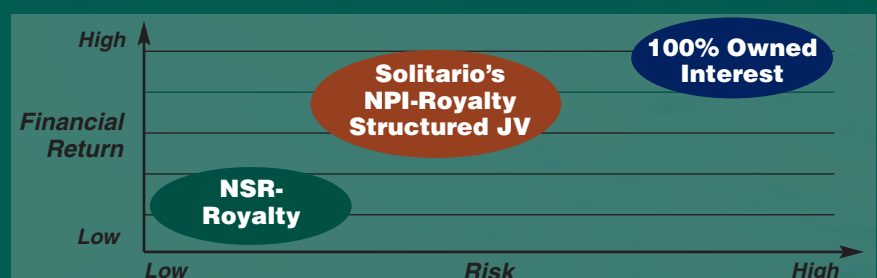 High
100% Owned
Interest
Solitario's
NPI-Royalty
Structured JV
Financial
Return
NSR-
Royalty
Low
Low
Risk
High